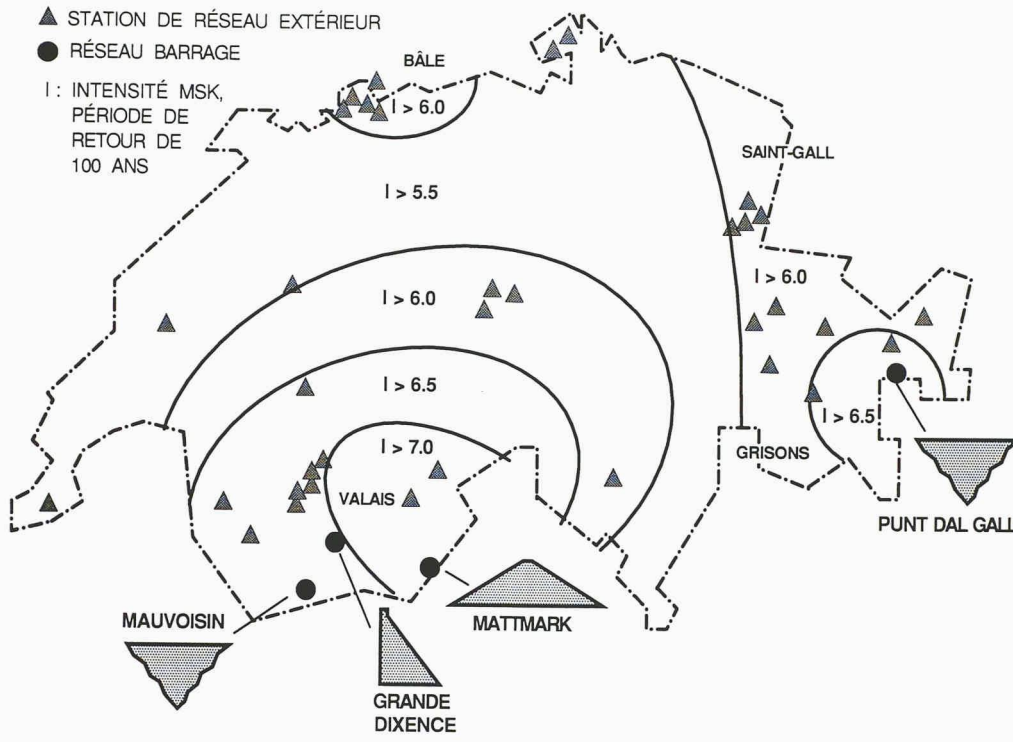 STATION DE RÉSEAU EXTÉRIEUR
RÉSEAU BARRAGE
I : INTENSITÉ MSK,
PÉRIODE DE
RETOUR DE
100 ANS
BÂLE
I > 6.0
SAINT-GALL
I > 5.5
I > 6.0
I > 6.0
I > 6.5
I > 6.5
I > 7.0
GRISONS
VALAIS
PUNT DAL GALL
MAUVOISIN
MATTMARK
GRANDE
DIXENCE